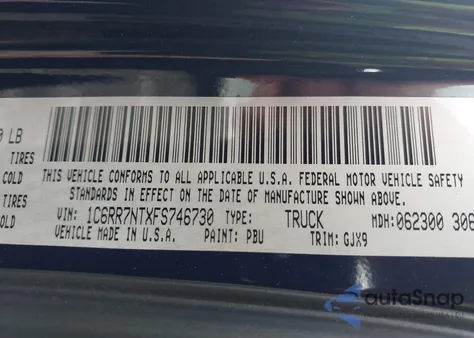 0 LB
TIRES
COLD
TIRES
COLD
THIS VEHICLE CONFORMS TO ALL APPLICABLE U.S.A. FEDERAL MOTOR VEHICLE SAFETY
STANDARDS IN EFFECT ON THE DATE OF MANUFACTURE SHOWN ABOVE.
VIN: 1C6RR7NTXFS746730 TYPE: TRUCK MDH: 062300 306
VEHICLE MADE IN U.S.A. PAINT: PBU TRIM: GJX9
autoSnap